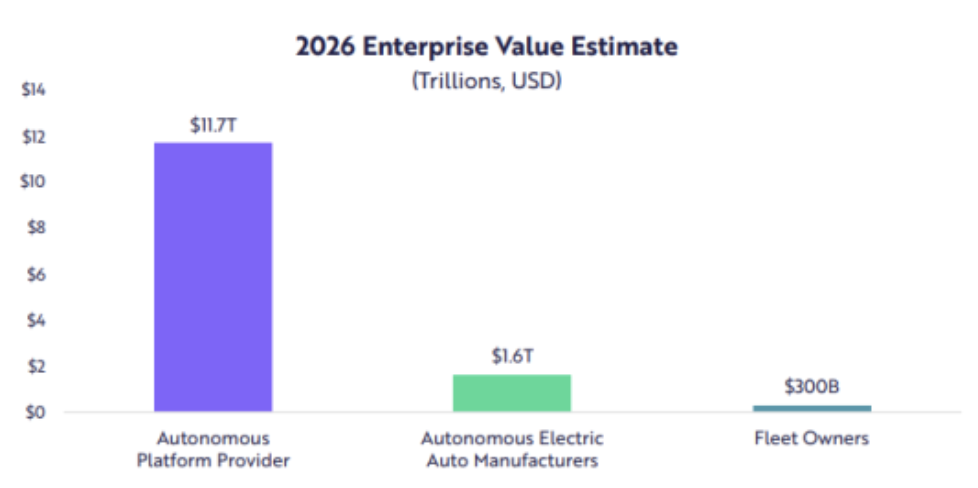 2026 Enterprise Value Estimate
(Trillions, USD)
$14
$12
$10
$8
$6
$4
$2
$0
$11.7T
$1.6T
$300B
Autonomous
Platform Provider
Autonomous Electric
Auto Manufacturers
Fleet Owners